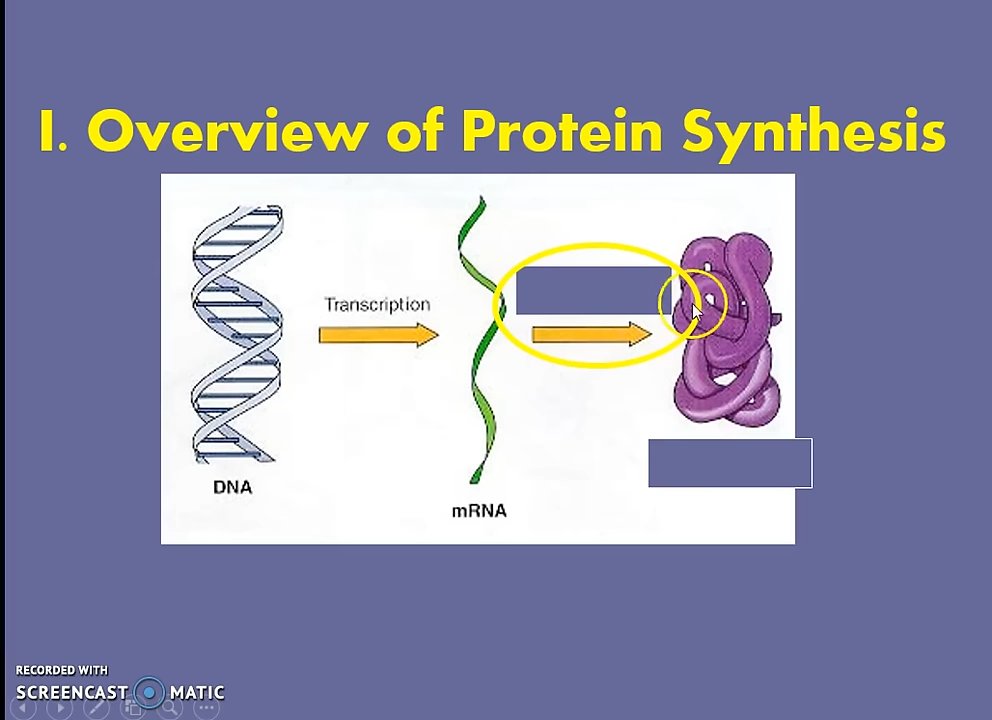 I. Overview of Protein Synthesis
Transcription
DNA
mRNA
RECORDED WITH
SCREENCAST MATIC